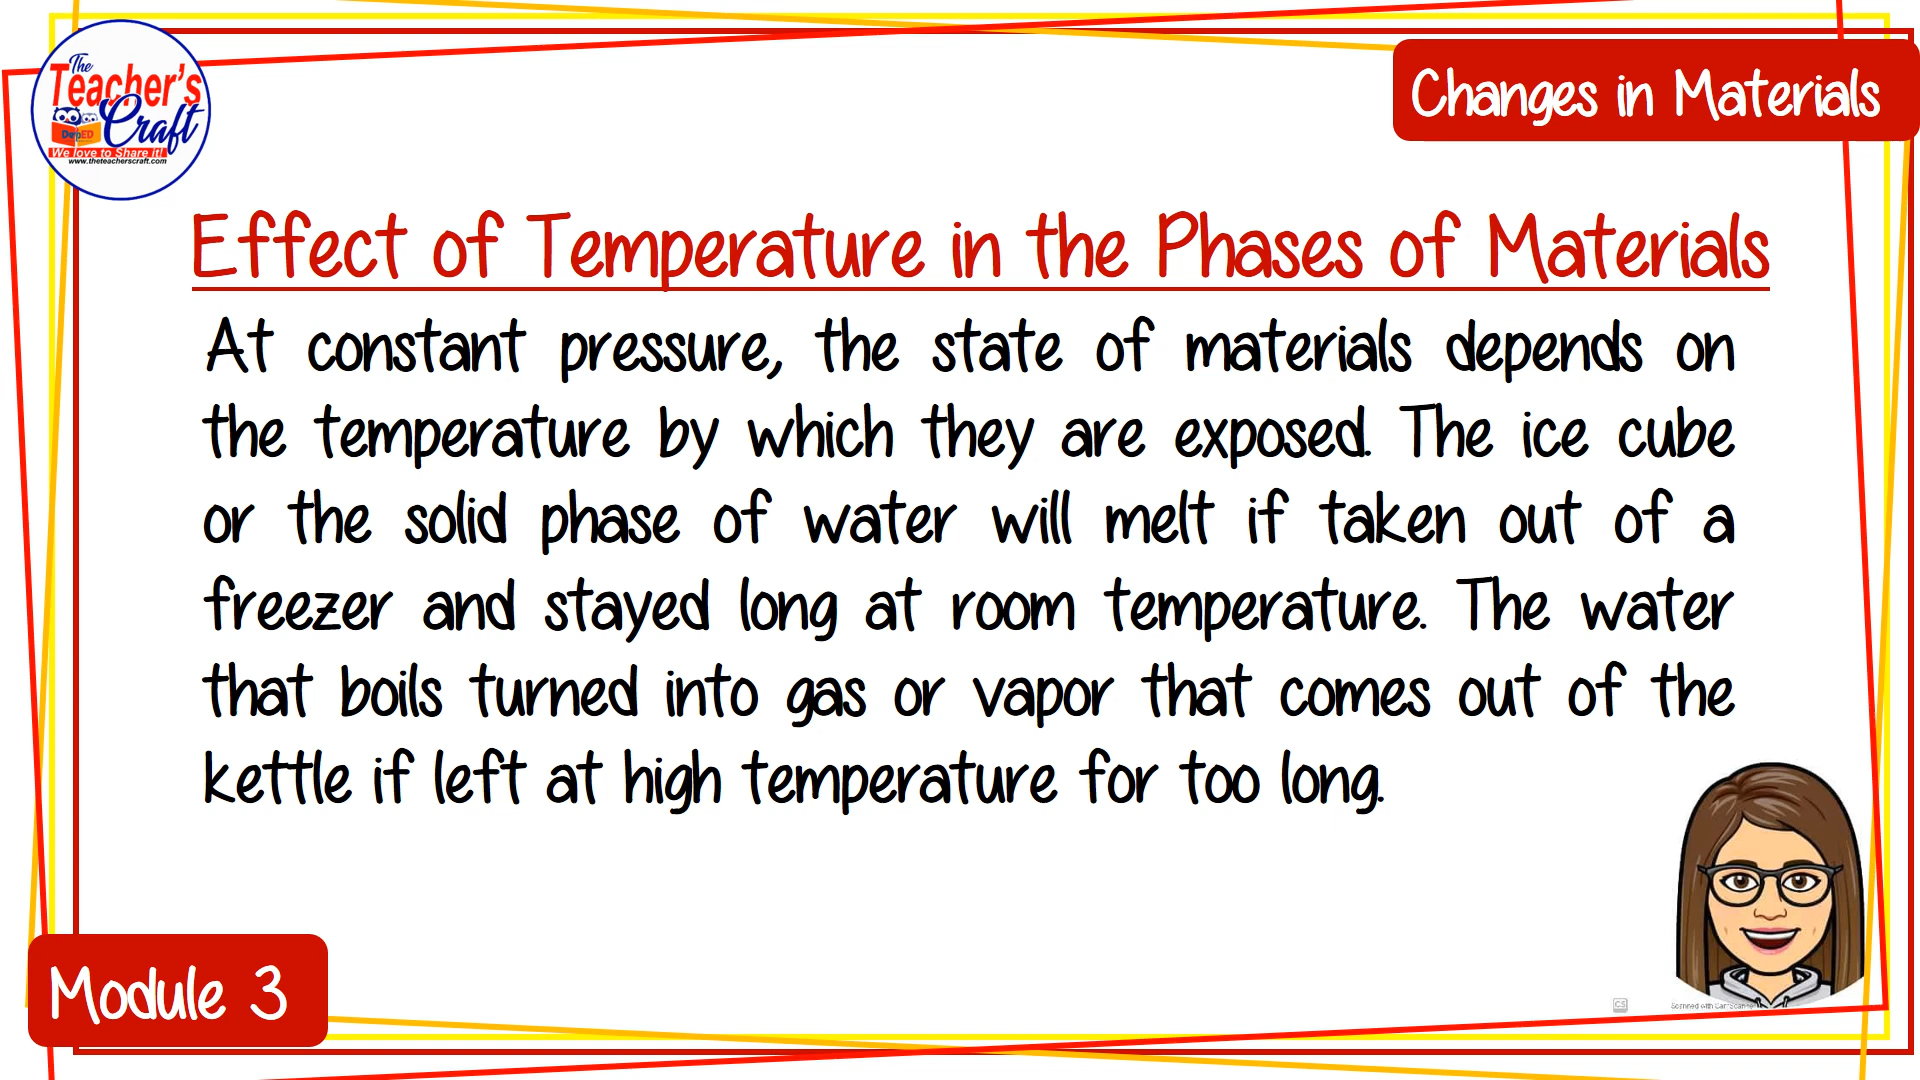 The
Teacher's
Craft
DepED
We love to Share it!
www.theteacherscraft.com
Changes in Materials
Effect of Temperature in the Phases of Materials
At constant pressure, the state of materials depends on
the temperature by which they are exposed. The ice cube
or the solid phase of water will melt if taken out of a
freezer and stayed long at room temperature. The water
that boils turned into gas or vapor that comes out of the
kettle if left at high temperature for too long.
Module 3
CS
Scanned with CamScanner